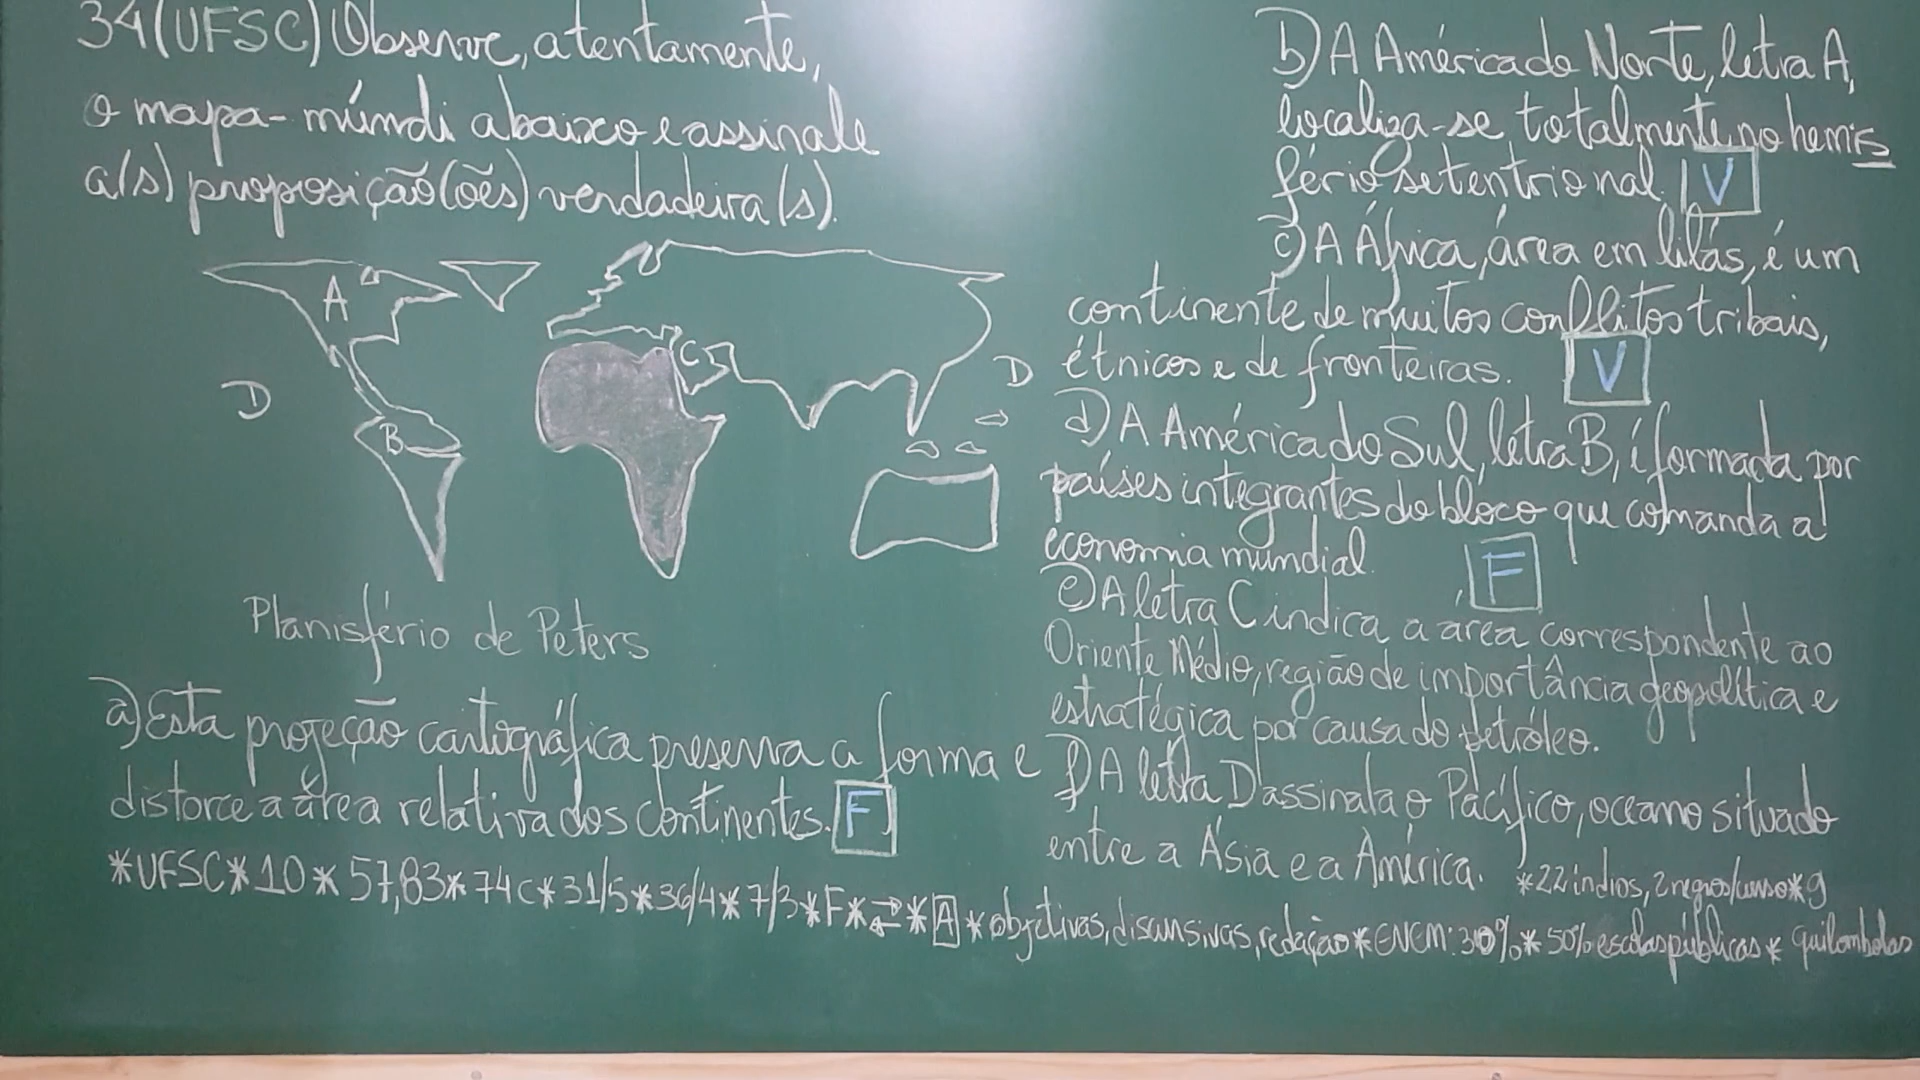 34(UFSC) Observe, atentamente,
o mapa-múndi abaixo e assinale
a(s) proposição(ões) verdadeira(s).
A
B
C
D
D
Planisfério de Peters
a) Esta projeção cartográfica preserva a forma e
distorce a área relativa dos continentes. F
*UFSC*10*57,83*74c*31/5*36/4*7/3*F*⇄*A*objetivas, discursivas, redação*ENEM:30%*50% escolas públicas* quilombolas
b) A América do Norte, letra A,
localiza-se totalmente no hemis
fério setentrional. V
c) A África, área em lilás, é um
continente de muitos conflitos tribais,
étnicos e de fronteiras. V
d) A América do Sul, letra B, é formada por
países integrantes do bloco que comanda a
economia mundial. F
e) A letra C indica a área correspondente ao
Oriente Médio, região de importância geopolítica e
estratégica por causa do petróleo.
f) A letra D assinala o Pacífico, oceano situado
entre a Ásia e a América. *22 índios, 2 negros/curso*9